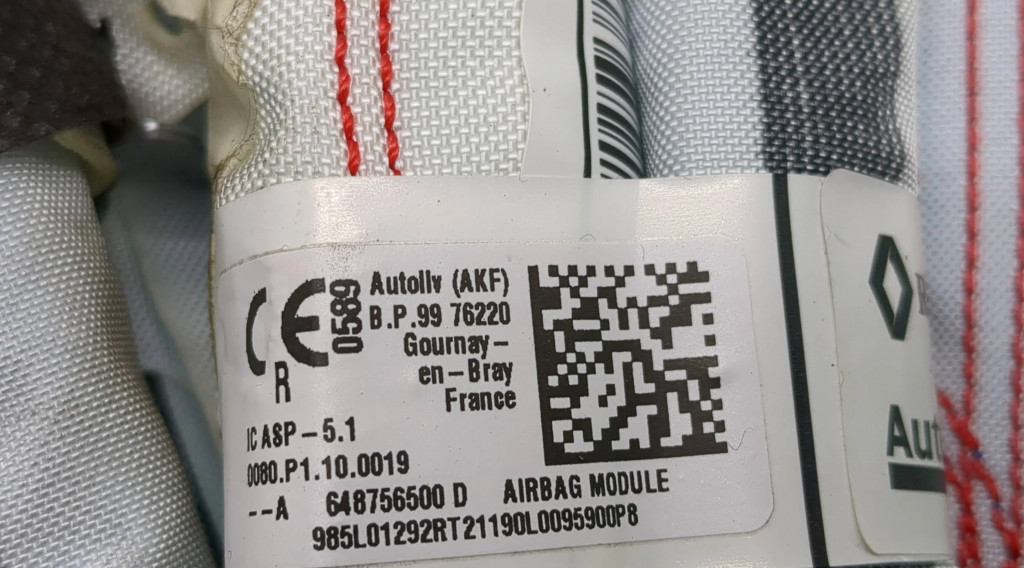 CE 0589
R
Autoliv (AKF)
B.P.99 76220
Gournay-
en-Bray
France
IC ASP-5.1
0080.P1.10.0019
--A 648756500 D AIRBAG MODULE
985L01292RT21190L0095900P8
Aut